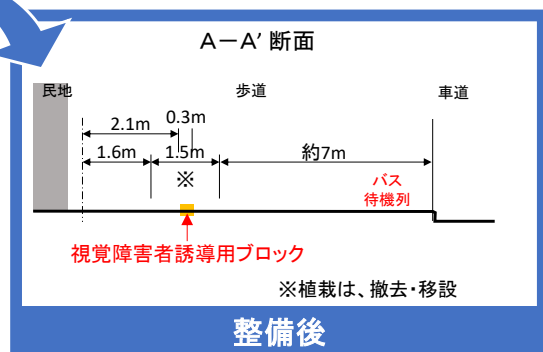 A－A’ 断面
民地
歩道
車道
2.1m
0.3m
1.6m
1.5m
約7m
※
バス
待機列
視覚障害者誘導用ブロック
※植栽は、撤去・移設
整備後